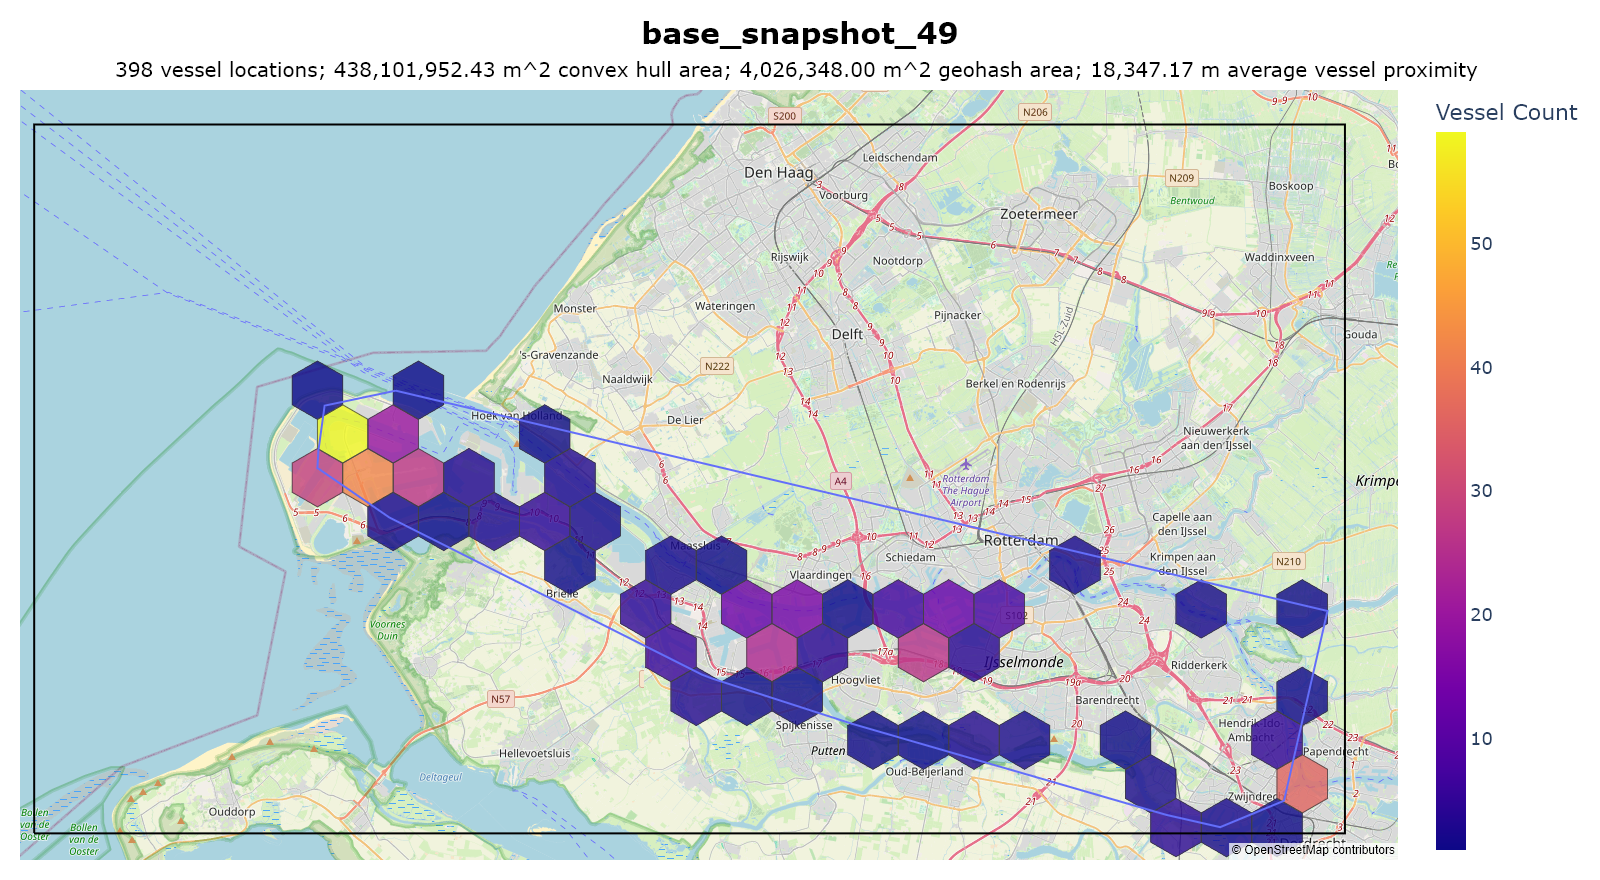 base_snapshot_49
398 vessel locations; 438,101,952.43 m^2 convex hull area; 4,026,348.00 m^2 geohash area; 18,347.17 m average vessel proximity
Vessel Count
50
40
30
20
10
S200
N206
Den Haag
Leidschendam
Voorburg
N209
Boskoop
Bentwoud
Zoetermeer
Rijswijk
Nootdorp
Waddinxveen
Monster
Wateringen
Pijnacker
HSL-Zuid
Delft
Gouda
's-Gravenzande
N222
Naaldwijk
Berkel en Rodenrijs
De Lier
Hoek van Holland
Nieuwerkerk
aan den IJssel
A4
Rotterdam
The Hague
Airport
Krimpe
Capelle aan
den IJssel
Rotterdam
Maassluis
Schiedam
Krimpen aan
den IJssel
N210
Vlaardingen
Brielle
S102
Voornes
Duin
IJsselmonde
Ridderkerk
Hoogvliet
N57
Barendrecht
Spijkenisse
Hendrik-Ido-
Ambacht
Papendrecht
Hellevoetsluis
Putten
Oud-Beijerland
Deltageul
Zwijndrec
Ouddorp
Bollen
van de
Ooster
Bollen
van de
Ooster
Dordrecht
© OpenStreetMap contributors